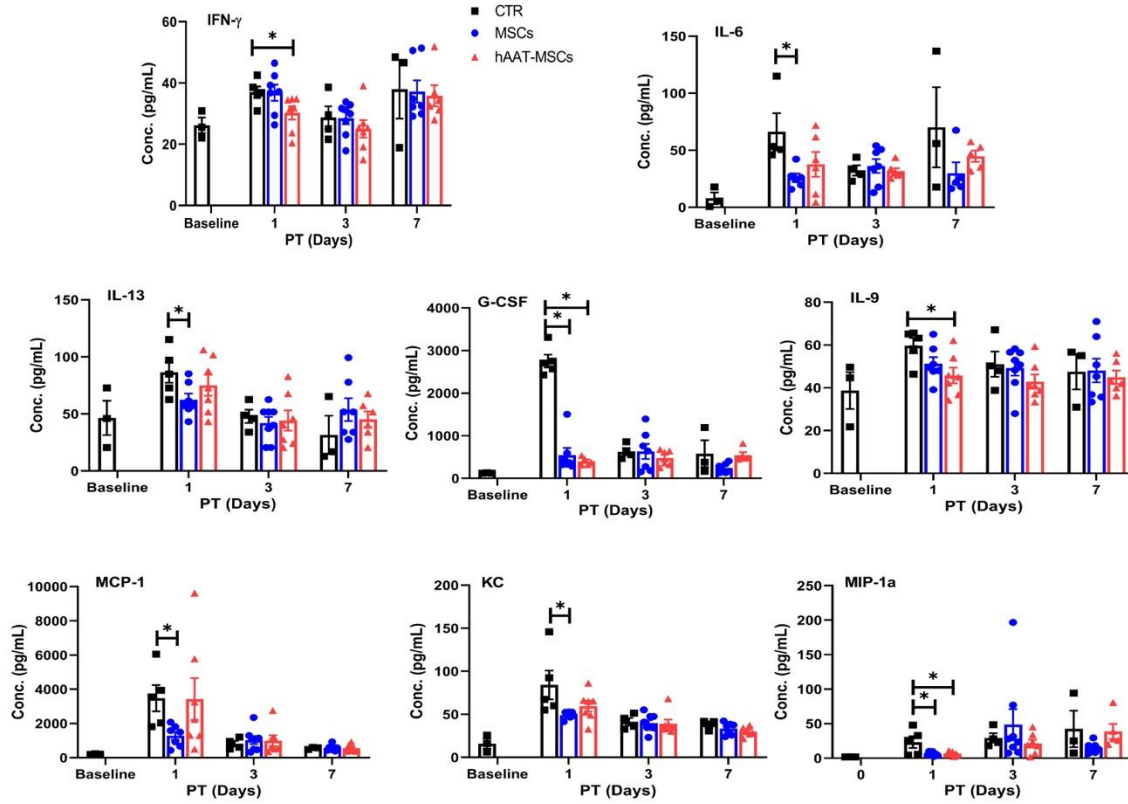 IFN-γ
CTR
MSCs
hAAT-MSCs
*
Conc. (pg/mL)
60
40
20
0
Baseline 1 3 7
PT (Days)
IL-6
*
Conc. (pg/mL)
150
100
50
0
Baseline 1 3 7
PT (Days)
IL-13
*
Conc. (pg/mL)
150
100
50
0
Baseline 1 3 7
PT (Days)
G-CSF
*
*
Conc. (pg/mL)
4000
3000
2000
1000
0
Baseline 1 3 7
PT (Days)
IL-9
*
Conc. (pg/mL)
80
60
40
20
0
Baseline 1 3 7
PT (Days)
MCP-1
*
Conc. (pg/mL)
10000
8000
6000
4000
2000
0
Baseline 1 3 7
PT (Days)
KC
*
Conc. (pg/mL)
200
150
100
50
0
Baseline 1 3 7
PT (Days)
MIP-1a
*
*
Conc. (pg/mL)
250
200
150
100
50
0
0 1 3 7
PT (Days)